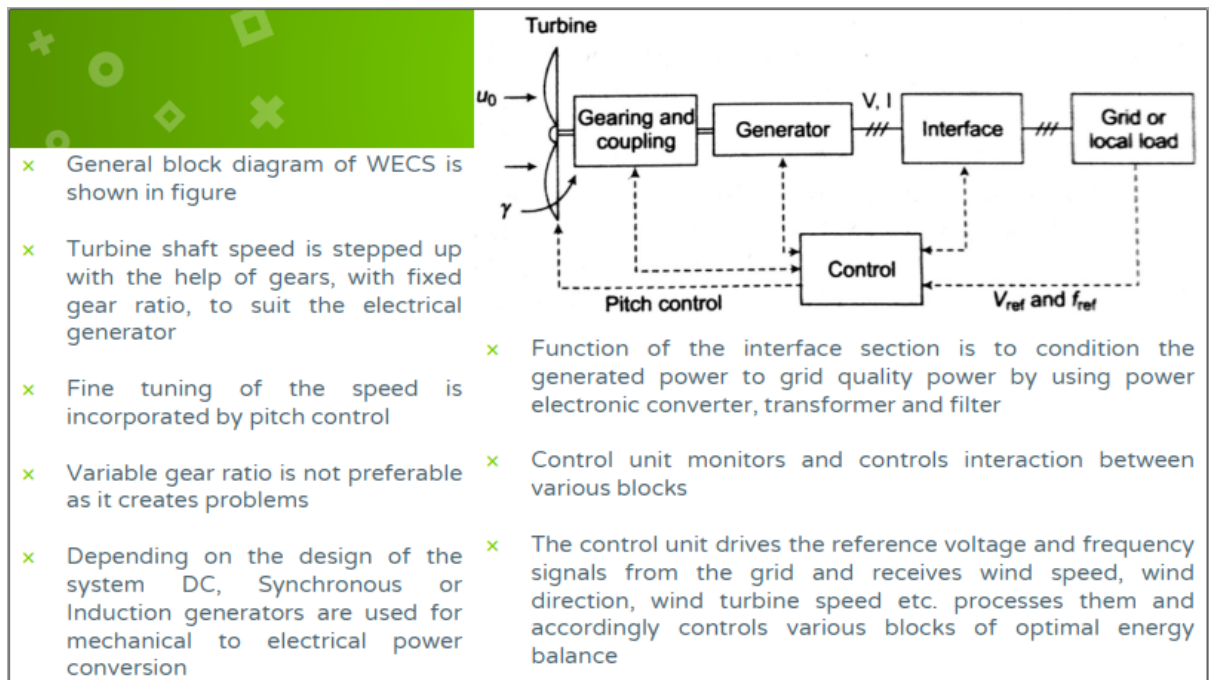 Turbine
u₀
γ
Gearing and
coupling
Generator
V, I
Interface
Grid or
local load
Control
Pitch control
V_ref and f_ref
× General block diagram of WECS is
shown in figure
× Turbine shaft speed is stepped up
with the help of gears, with fixed
gear ratio, to suit the electrical
generator
× Fine tuning of the speed is
incorporated by pitch control
× Variable gear ratio is not preferable
as it creates problems
× Depending on the design of the
system DC, Synchronous or
Induction generators are used for
mechanical to electrical power
conversion
× Function of the interface section is to condition the
generated power to grid quality power by using power
electronic converter, transformer and filter
× Control unit monitors and controls interaction between
various blocks
× The control unit drives the reference voltage and frequency
signals from the grid and receives wind speed, wind
direction, wind turbine speed etc. processes them and
accordingly controls various blocks of optimal energy
balance